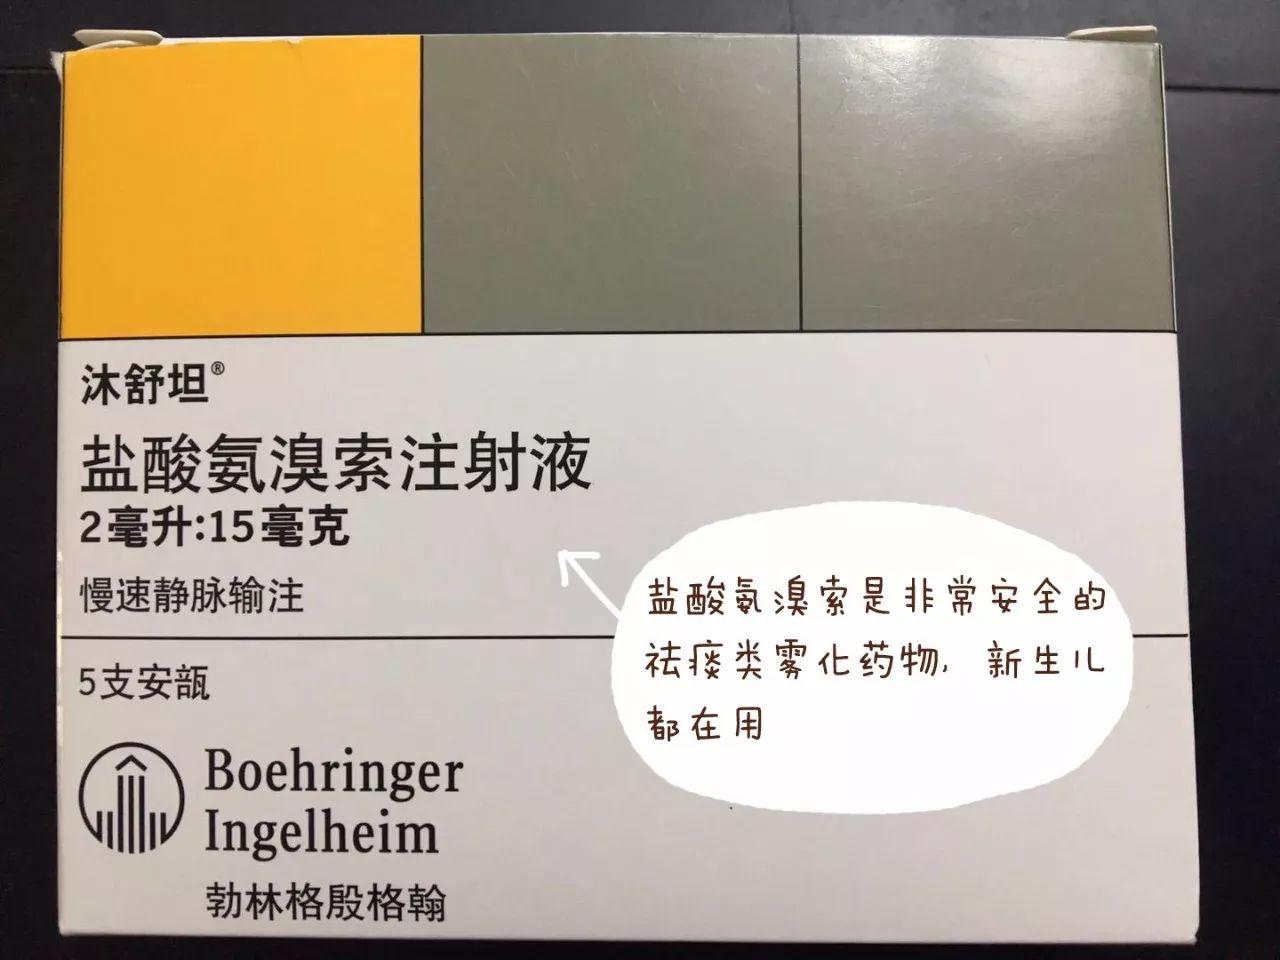 沐舒坦®
盐酸氨溴索注射液
2毫升:15毫克
慢速静脉输注
盐酸氨溴索是非常安全的
祛痰类雾化药物, 新生儿
都在用
5支安瓿
Boehringer
Ingelheim
勃林格殷格翰